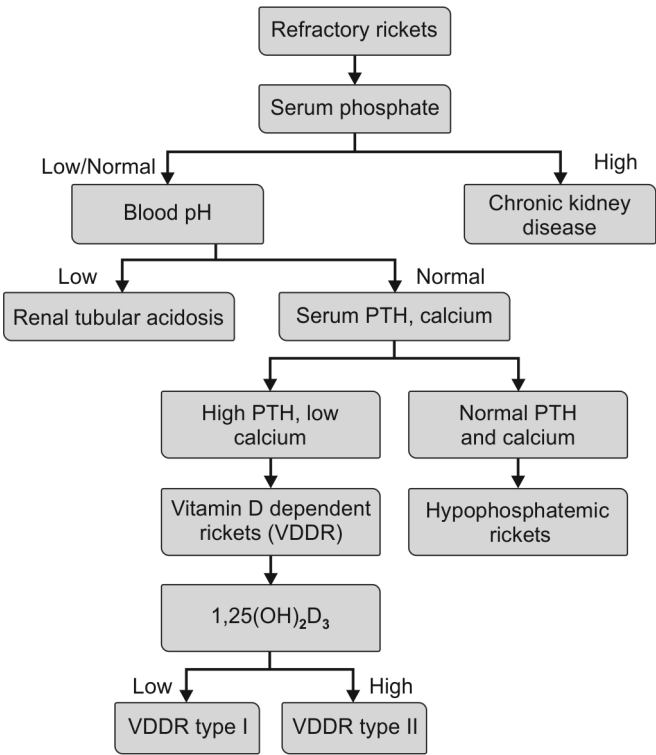 Refractory rickets
Serum phosphate
Low/Normal
High
Blood pH
Chronic kidney
disease
Low
Normal
Renal tubular acidosis
Serum PTH, calcium
High PTH, low
calcium
Normal PTH
and calcium
Vitamin D dependent
rickets (VDDR)
Hypophosphatemic
rickets
1,25(OH)₂D₃
Low
High
VDDR type I
VDDR type II